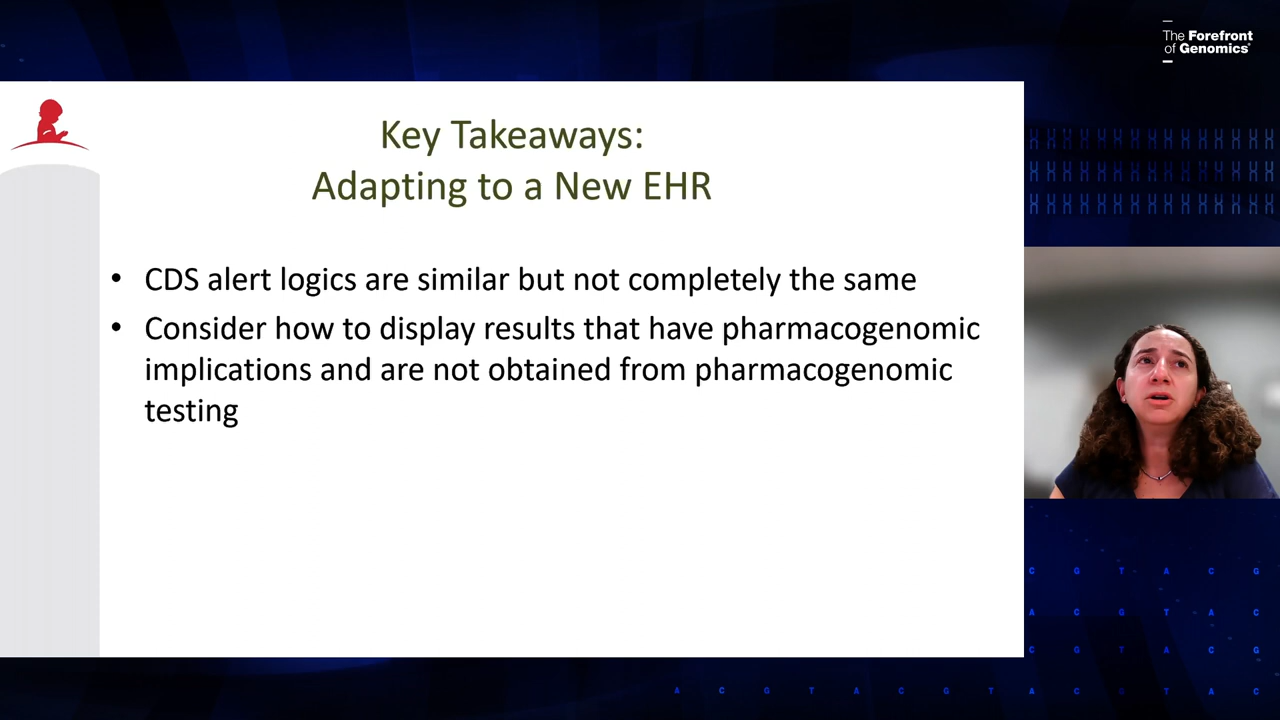 The Forefront
of Genomics®
Key Takeaways:
Adapting to a New EHR
• CDS alert logics are similar but not completely the same
• Consider how to display results that have pharmacogenomic
implications and are not obtained from pharmacogenomic
testing
C G T A C G
A C G T A C
C G T A C G
A C G T A C G T A C G T A C